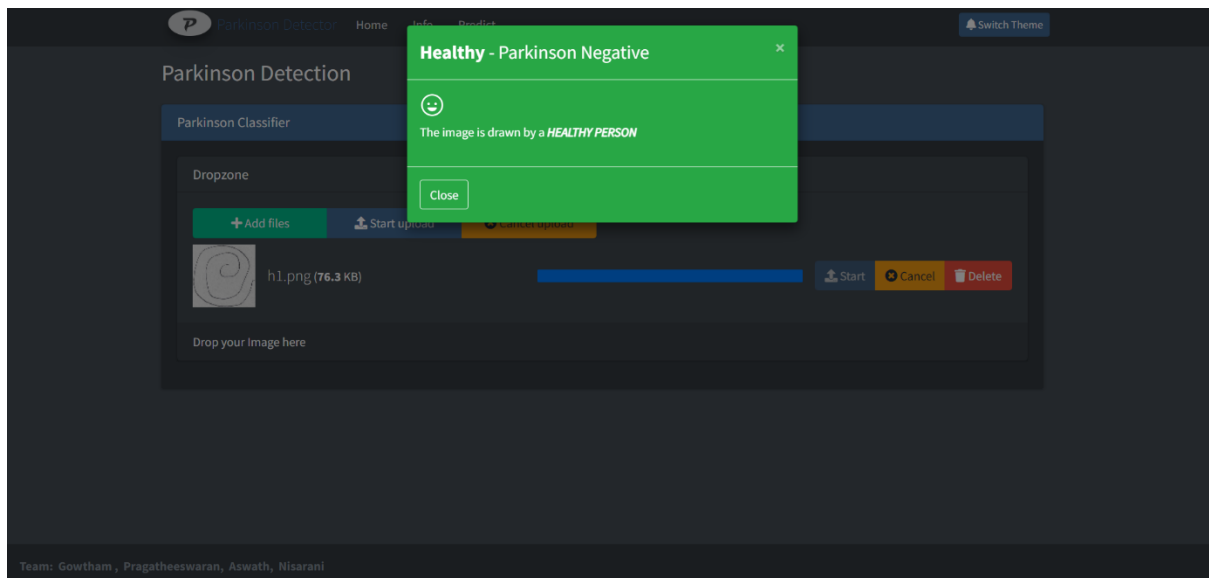 P Parkinson Detector Home Info Predict Switch Theme
Healthy - Parkinson Negative ×
Parkinson Detection
Parkinson Classifier
The image is drawn by a HEALTHY PERSON
Dropzone
Close
+ Add files Start upload Cancel upload
h1.png (76.3 KB) Start Cancel Delete
Drop your Image here
Team: Gowtham , Pragatheeswaran, Aswath, Nisarani